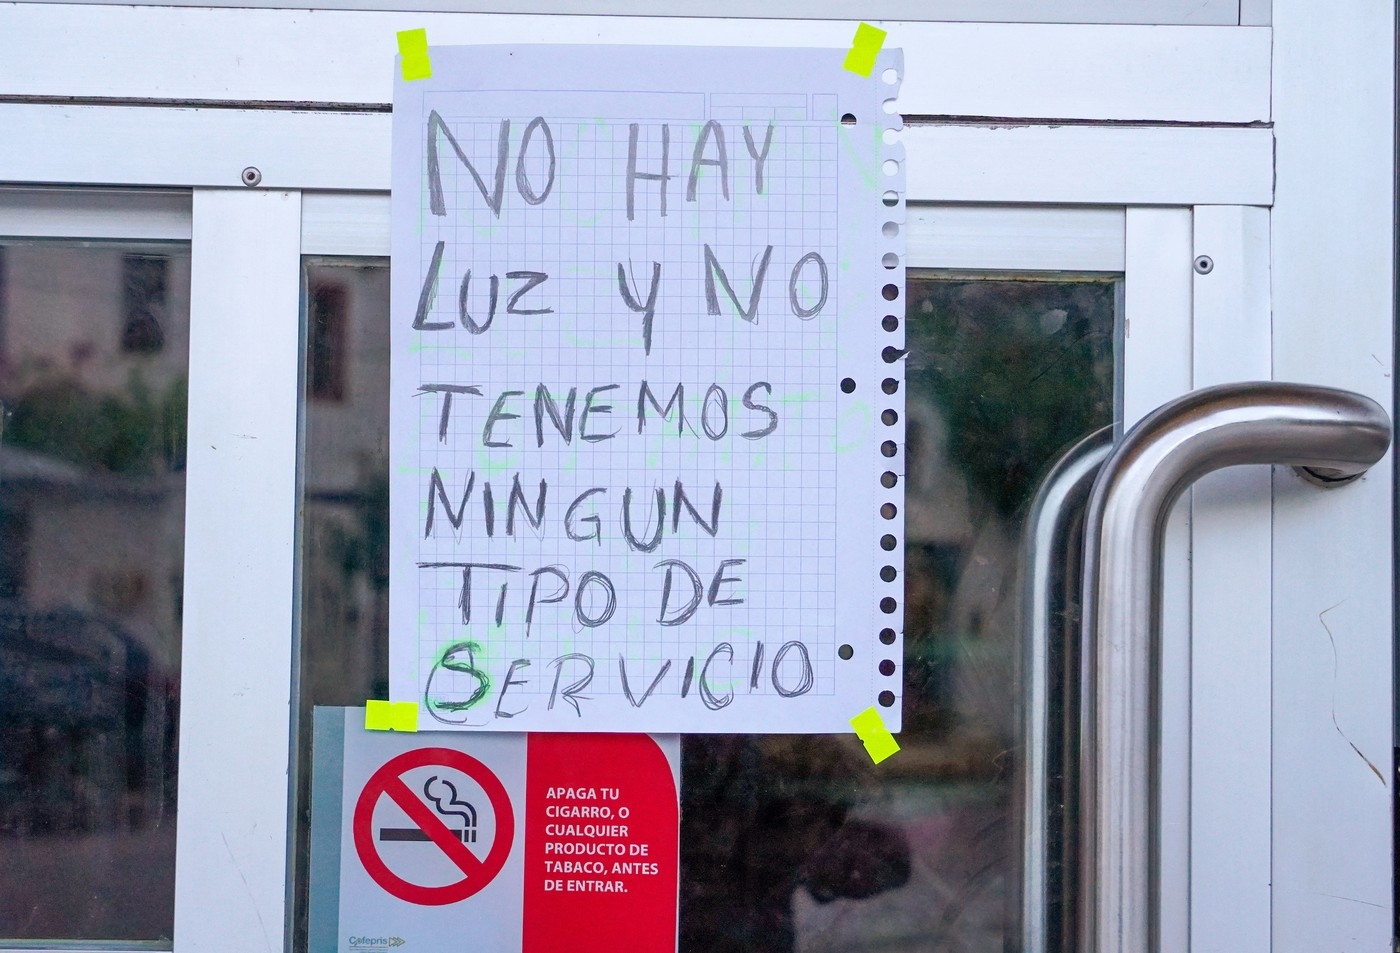 NO HAY
LUZ Y NO
TENEMOS
NINGUN
TIPO DE
SERVICIO
APAGA TU
CIGARRO, O
CUALQUIER
PRODUCTO DE
TABACO, ANTES
DE ENTRAR.
Cofepris